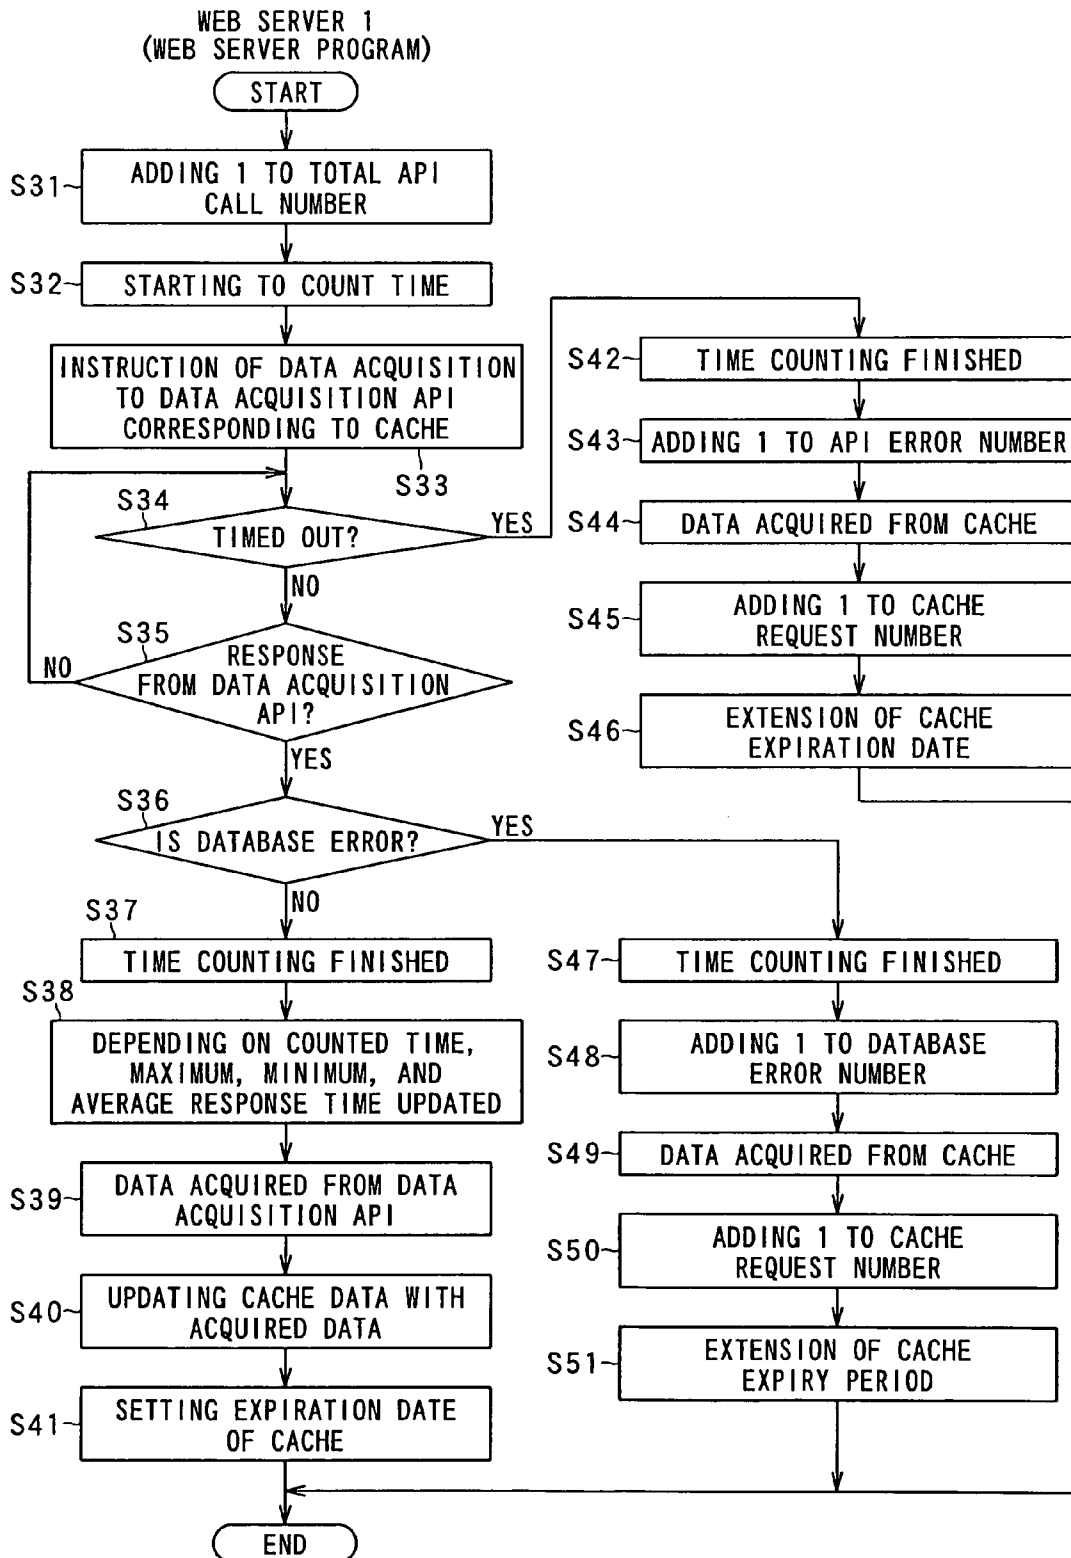 WEB SERVER 1
(WEB SERVER PROGRAM)
START
S31
ADDING 1 TO TOTAL API
CALL NUMBER
S32
STARTING TO COUNT TIME
INSTRUCTION OF DATA ACQUISITION
TO DATA ACQUISITION API
CORRESPONDING TO CACHE
S33
S34
TIMED OUT?
YES
NO
S35
RESPONSE
FROM DATA ACQUISITION
API?
NO
YES
S36
IS DATABASE ERROR?
YES
NO
S37
TIME COUNTING FINISHED
S38
DEPENDING ON COUNTED TIME,
MAXIMUM, MINIMUM, AND
AVERAGE RESPONSE TIME UPDATED
S39
DATA ACQUIRED FROM DATA
ACQUISITION API
S40
UPDATING CACHE DATA WITH
ACQUIRED DATA
S41
SETTING EXPIRATION DATE
OF CACHE
END
S42
TIME COUNTING FINISHED
S43
ADDING 1 TO API ERROR NUMBER
S44
DATA ACQUIRED FROM CACHE
S45
ADDING 1 TO CACHE
REQUEST NUMBER
S46
EXTENSION OF CACHE
EXPIRATION DATE
S47
TIME COUNTING FINISHED
S48
ADDING 1 TO DATABASE
ERROR NUMBER
S49
DATA ACQUIRED FROM CACHE
S50
ADDING 1 TO CACHE
REQUEST NUMBER
S51
EXTENSION OF CACHE
EXPIRY PERIOD